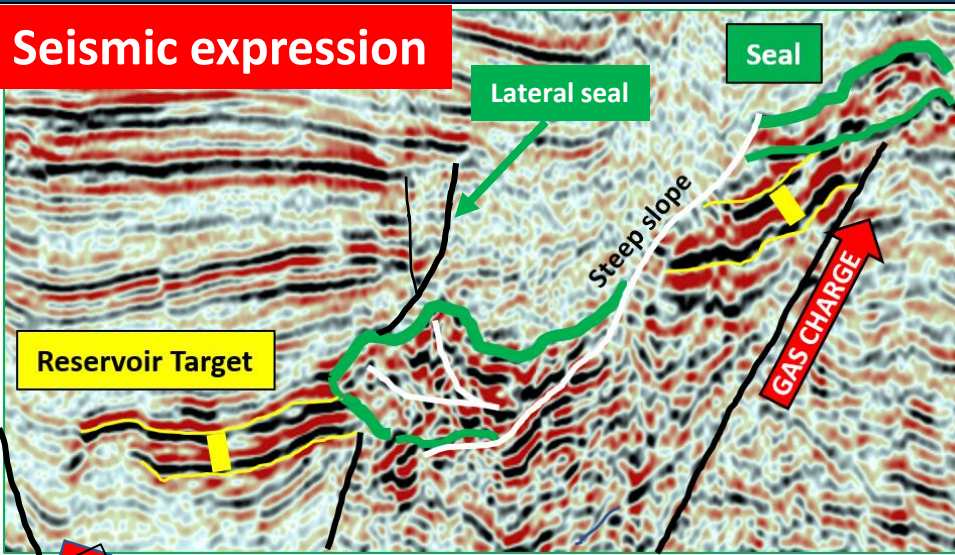 Seismic expression
Seal
Lateral seal
Steep slope
GAS CHARGE
Reservoir Target